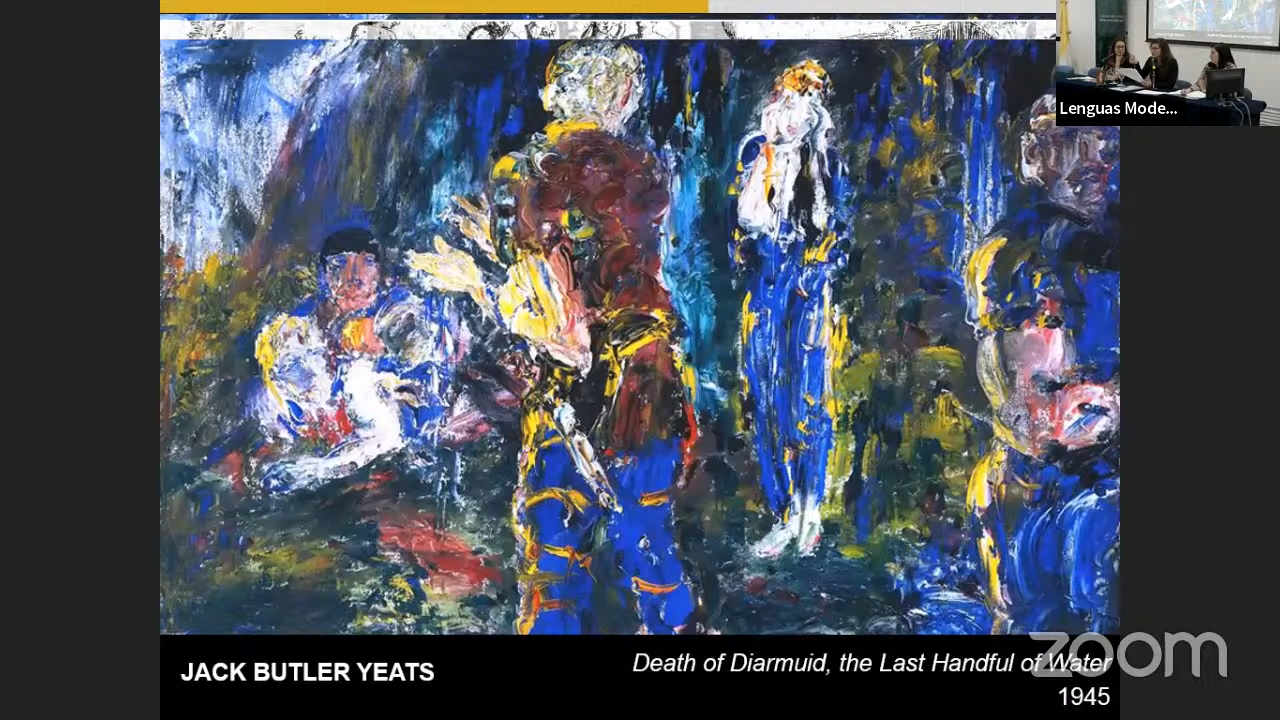 Lenguas Mode...
JACK BUTLER YEATS
Death of Diarmuid, the Last Handful of Water
1945
zoom